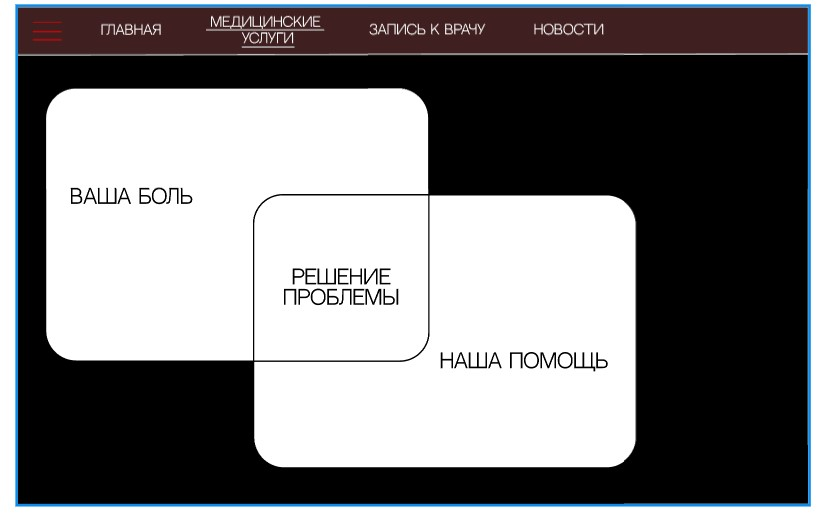 ГЛАВНАЯ
МЕДИЦИНСКИЕ
УСЛУГИ
ЗАПИСЬ К ВРАЧУ
НОВОСТИ
ВАША БОЛЬ
РЕШЕНИЕ
ПРОБЛЕМЫ
НАША ПОМОЩЬ